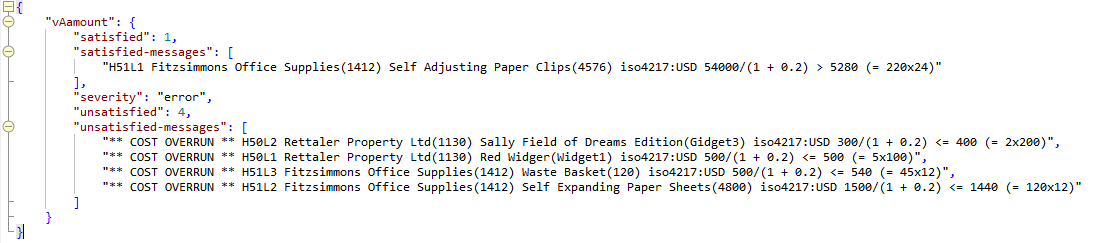 {
"vAamount": {
"satisfied": 1,
"satisfied-messages": [
"H51L1 Fitzsimmons Office Supplies(1412) Self Adjusting Paper Clips(4576) iso4217:USD 54000/(1 + 0.2) > 5280 (= 220x24)"
],
"severity": "error",
"unsatisfied": 4,
"unsatisfied-messages": [
"** COST OVERRUN ** H50L2 Rettaler Property Ltd(1130) Sally Field of Dreams Edition(Gidget3) iso4217:USD 300/(1 + 0.2) <= 400 (= 2x200)",
"** COST OVERRUN ** H50L1 Rettaler Property Ltd(1130) Red Widger(Widget1) iso4217:USD 500/(1 + 0.2) <= 500 (= 5x100)",
"** COST OVERRUN ** H51L3 Fitzsimmons Office Supplies(1412) Waste Basket(120) iso4217:USD 500/(1 + 0.2) <= 540 (= 45x12)",
"** COST OVERRUN ** H51L2 Fitzsimmons Office Supplies(1412) Self Expanding Paper Sheets(4800) iso4217:USD 1500/(1 + 0.2) <= 1440 (= 120x12)"
]
}
}